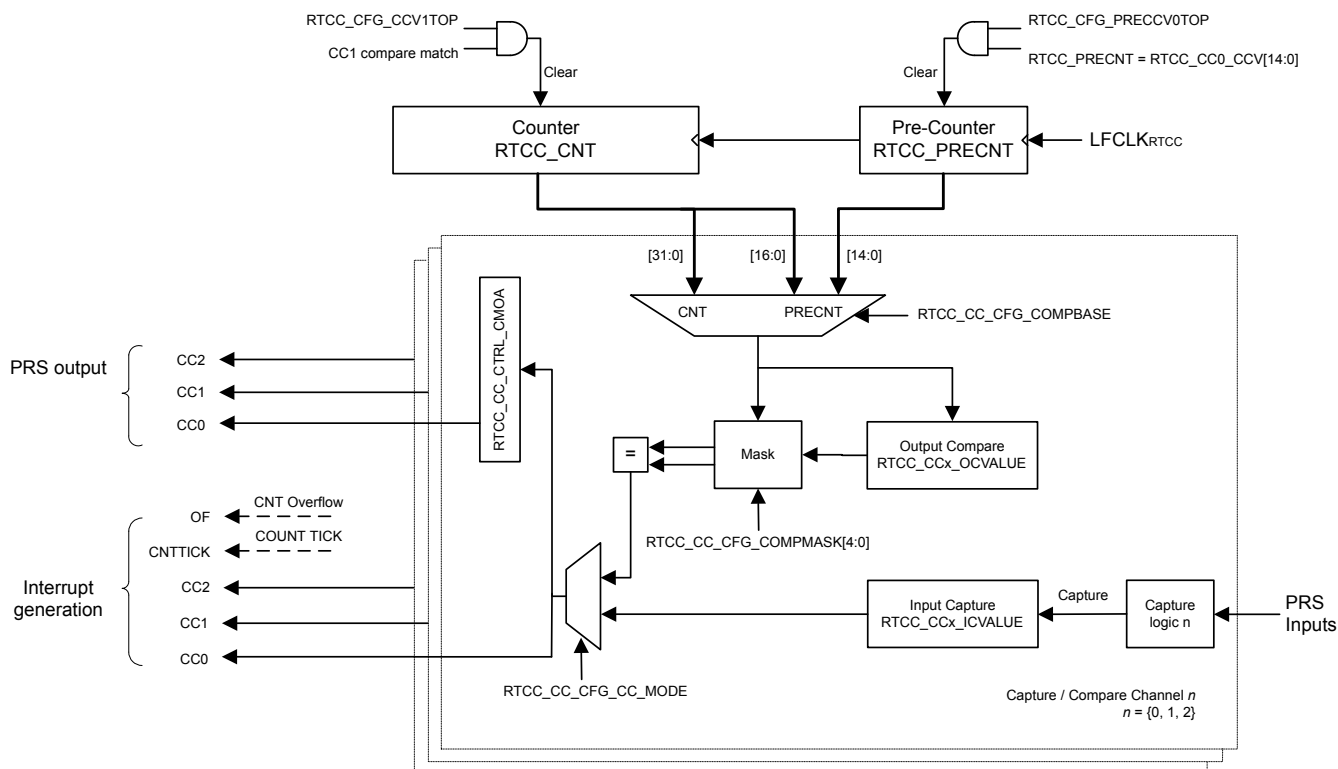 RTCC_CFG_CCV1TOP
CC1 compare match
Clear
RTCC_CFG_PRECCV0TOP
RTCC_PRECNT = RTCC_CC0_CCV[14:0]
Clear
Counter
RTCC_CNT
Pre-Counter
RTCC_PRECNT
LFCLKRTCC
[31:0]
[16:0]
[14:0]
CNT
PRECNT
RTCC_CC_CFG_COMPBASE
RTCC_CC_CTRL_CMOA
PRS output
CC2
CC1
CC0
=
Mask
Output Compare
RTCC_CCx_OCVALUE
RTCC_CC_CFG_COMPMASK[4:0]
Interrupt
generation
OF
CNT Overflow
CNTTICK
COUNT TICK
CC2
CC1
CC0
Input Capture
RTCC_CCx_ICVALUE
Capture
Capture
logic n
PRS
Inputs
RTCC_CC_CFG_CC_MODE
Capture / Compare Channel n
n = {0, 1, 2}